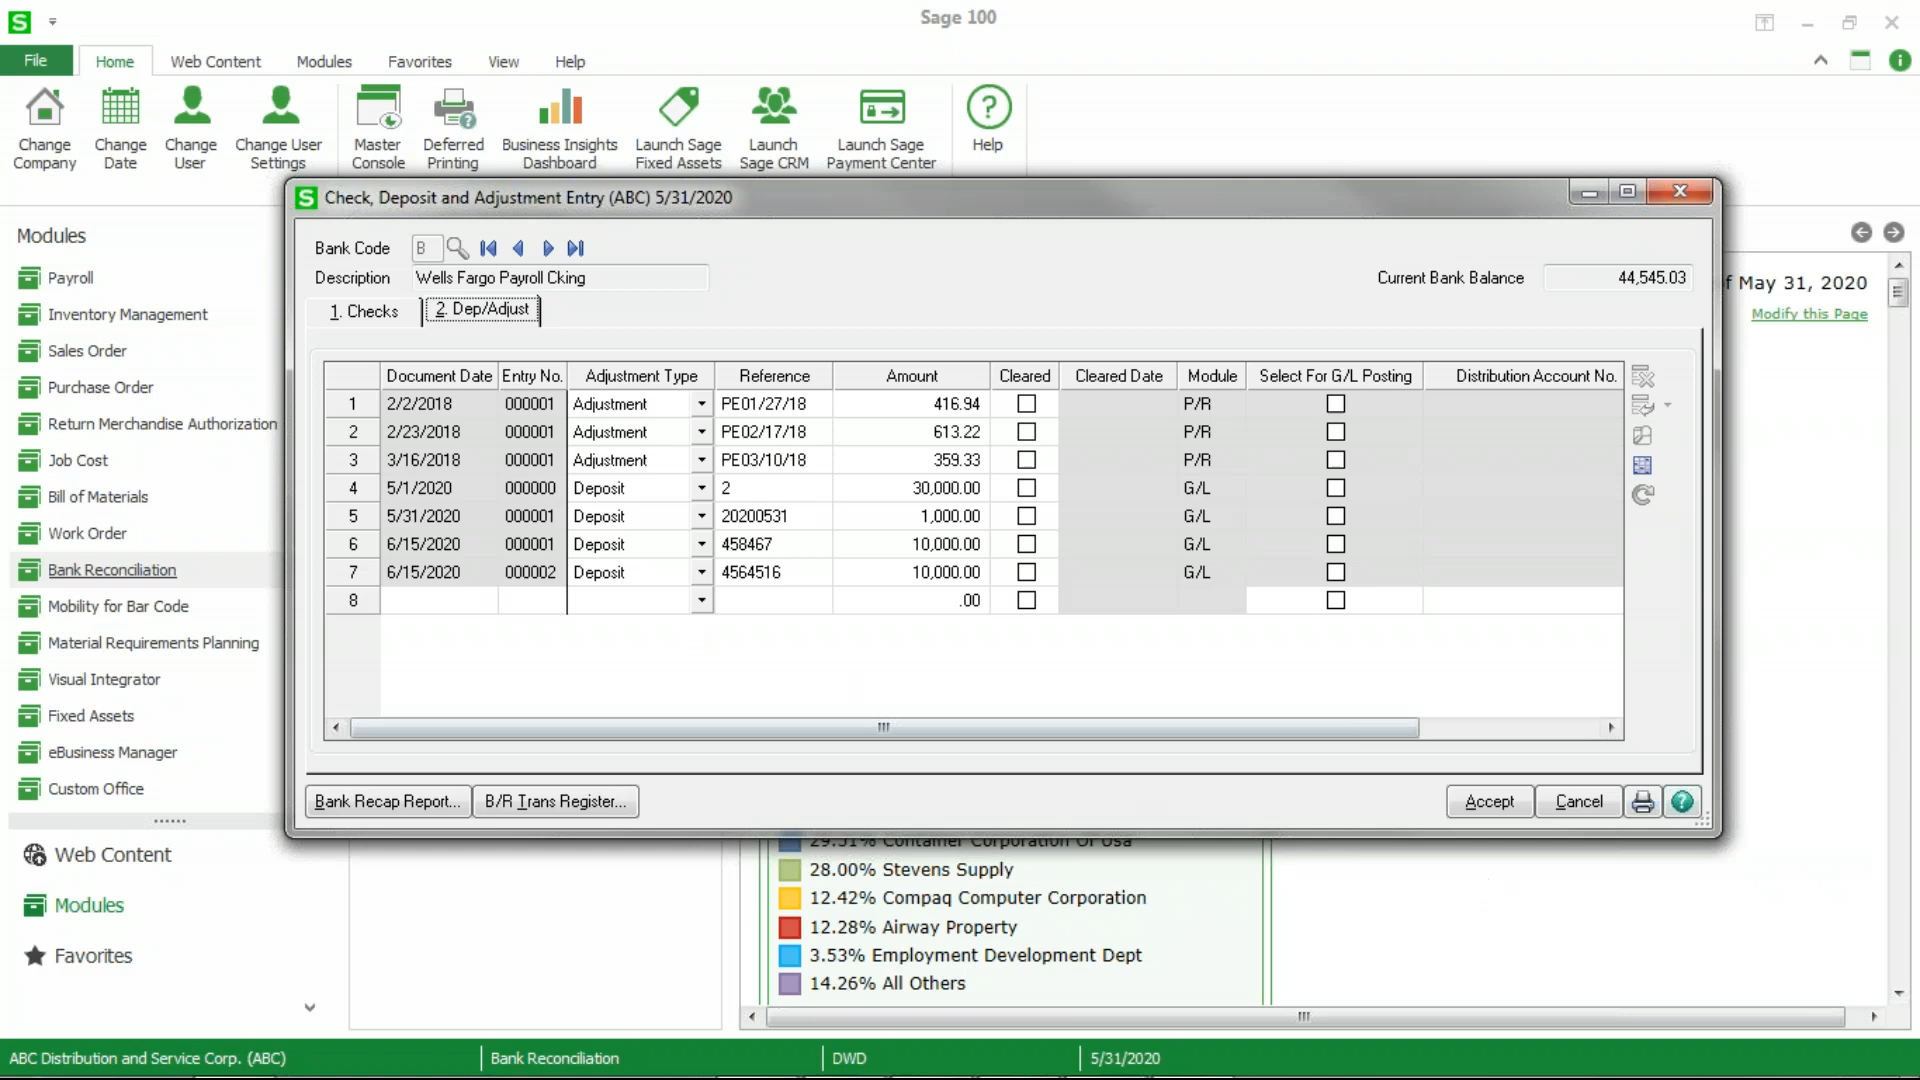 Sage 100
File Home Web Content Modules Favorites View Help
Change Company
Change Date
Change User
Change User Settings
Master Console
Deferred Printing
Business Insights Dashboard
Launch Sage Fixed Assets
Launch Sage CRM
Launch Sage Payment Center
Help
Check, Deposit and Adjustment Entry (ABC) 5/31/2020
Bank Code B
Description Wells Fargo Payroll Cking
Current Bank Balance 44,545.03
1. Checks 2. Dep/Adjust
Document Date Entry No. Adjustment Type Reference Amount Cleared Cleared Date Module Select For G/L Posting Distribution Account No.
1 2/2/2018 000001 Adjustment PE01/27/18 416.94 P/R
2 2/23/2018 000001 Adjustment PE02/17/18 613.22 P/R
3 3/16/2018 000001 Adjustment PE03/10/18 359.33 P/R
4 5/1/2020 000000 Deposit 2 30,000.00 G/L
5 5/31/2020 000001 Deposit 20200531 1,000.00 G/L
6 6/15/2020 000001 Deposit 458467 10,000.00 G/L
7 6/15/2020 000002 Deposit 4564516 10,000.00 G/L
8 .00
Bank Recap Report... B/R Trans Register... Accept Cancel
Modules
Payroll
Inventory Management
Sales Order
Purchase Order
Return Merchandise Authorization
Job Cost
Bill of Materials
Work Order
Bank Reconciliation
Mobility for Bar Code
Material Requirements Planning
Visual Integrator
Fixed Assets
eBusiness Manager
Custom Office
Web Content
Modules
Favorites
f May 31, 2020
Modify this Page
29.51% Container Corporation Of Usa
28.00% Stevens Supply
12.42% Compaq Computer Corporation
12.28% Airway Property
3.53% Employment Development Dept
14.26% All Others
ABC Distribution and Service Corp. (ABC) Bank Reconciliation DWD 5/31/2020